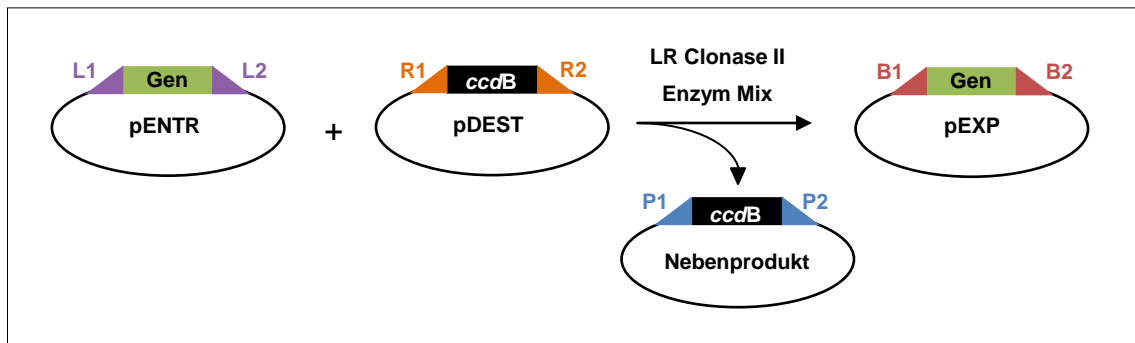 L1 Gen L2
pENTR
+
R1 ccdB R2
pDEST
LR Clonase II
Enzym Mix
B1 Gen B2
pEXP
P1 ccdB P2
Nebenprodukt